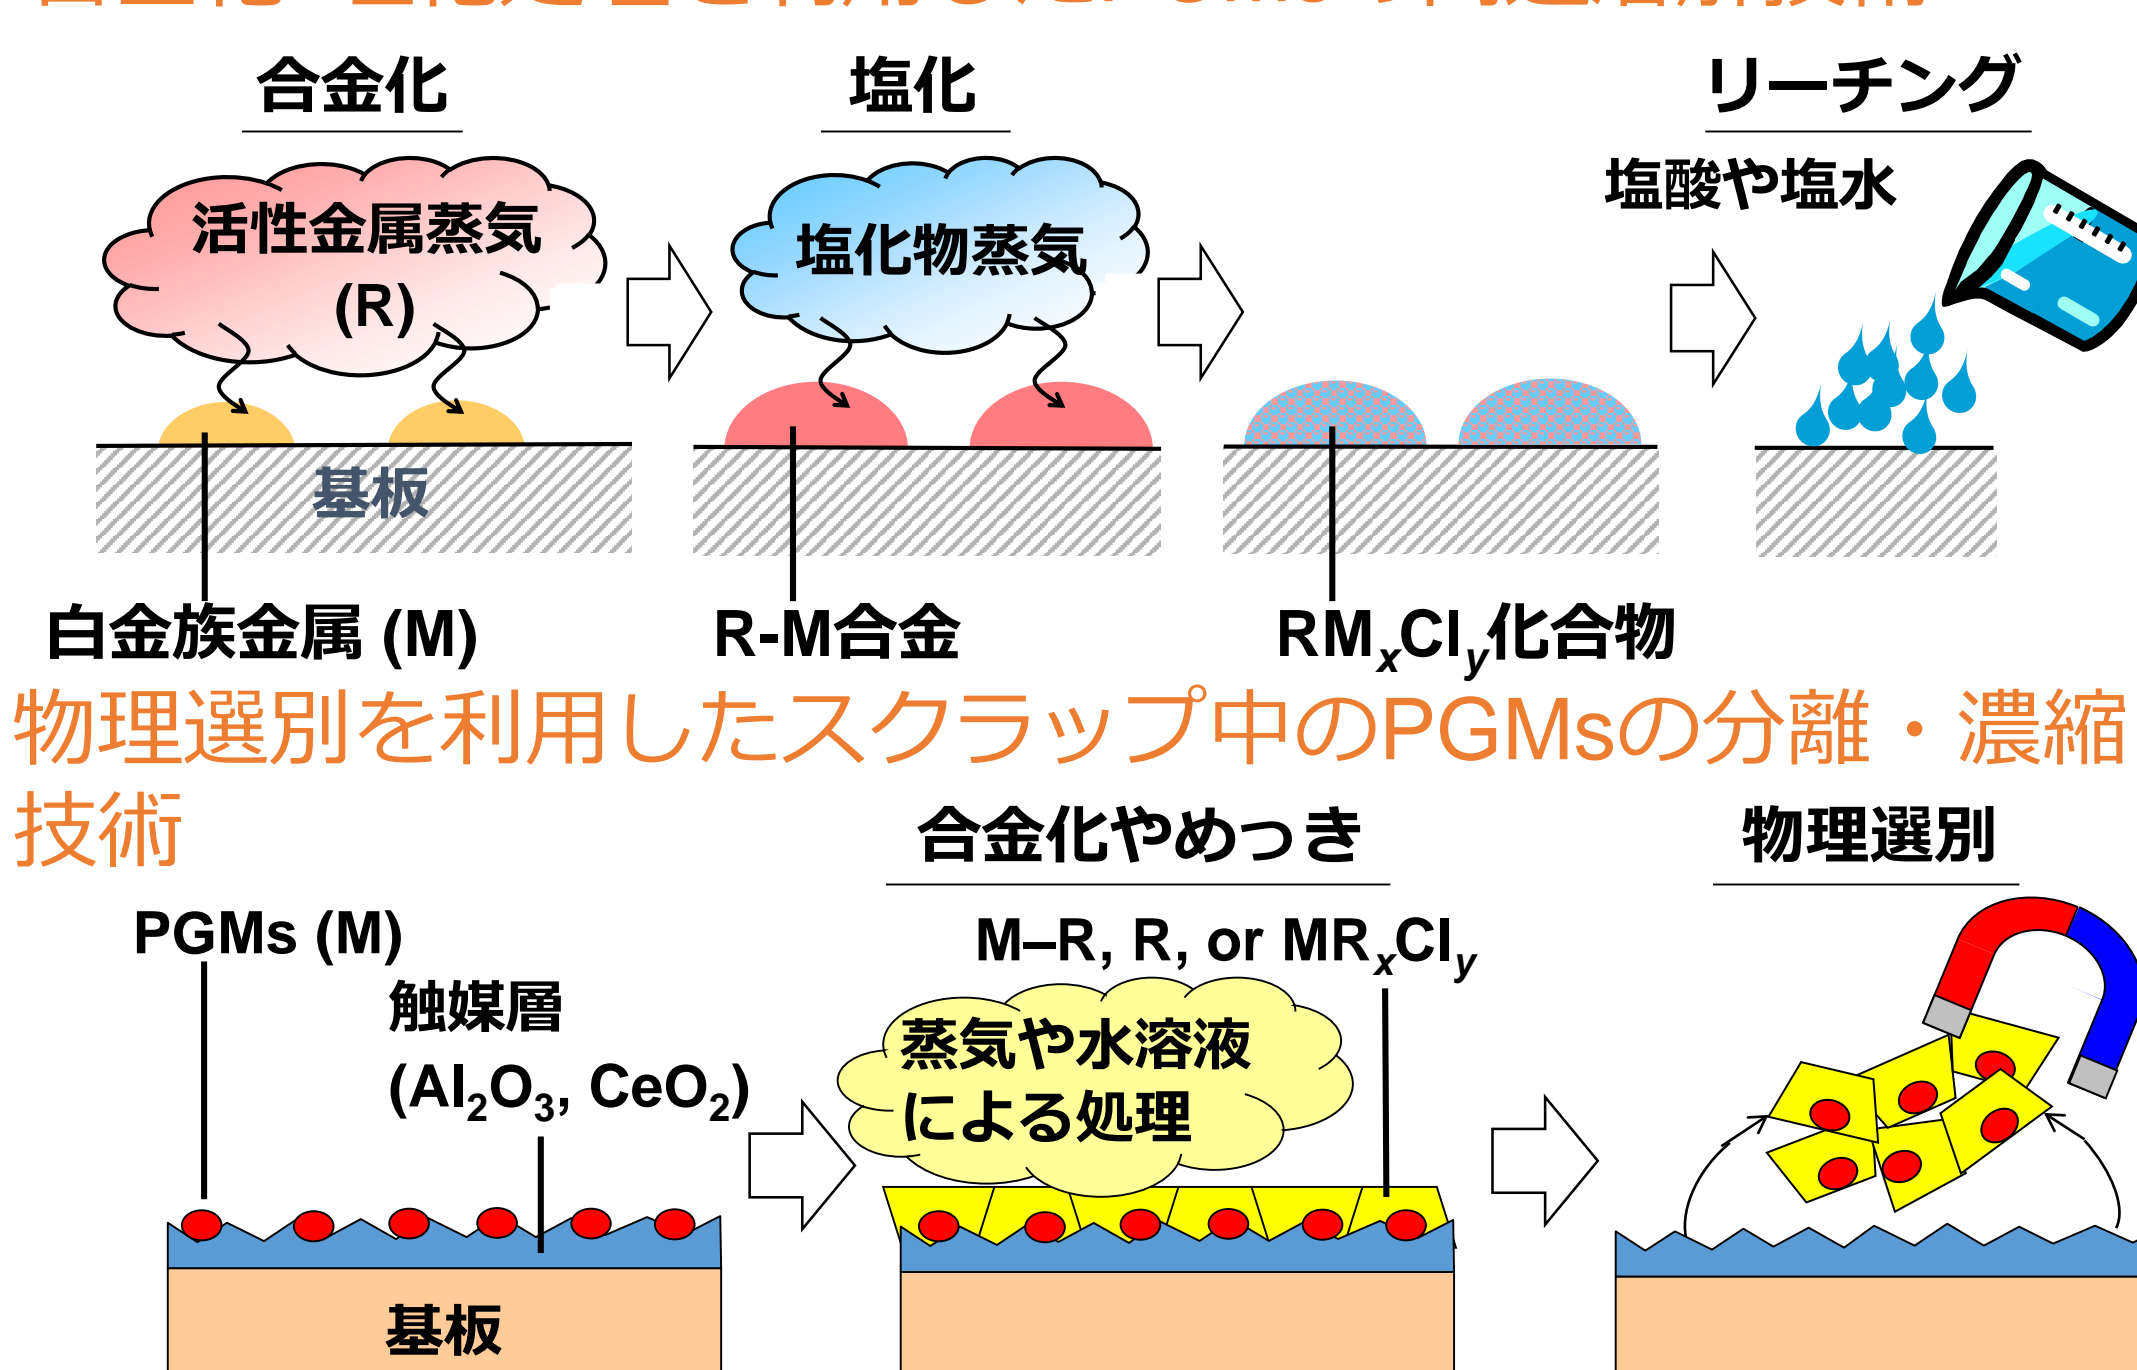 合金化
塩化
リーチング
塩酸や塩水
活性金属蒸気
(R)
塩化物蒸気
基板
白金族金属 (M)
R-M合金
RMxCly化合物
物理選別を利用したスクラップ中のPGMsの分離・濃縮
技術
合金化やめっき
物理選別
PGMs (M)
M–R, R, or MRxCly
触媒層
(Al2O3, CeO2)
蒸気や水溶液
による処理
基板